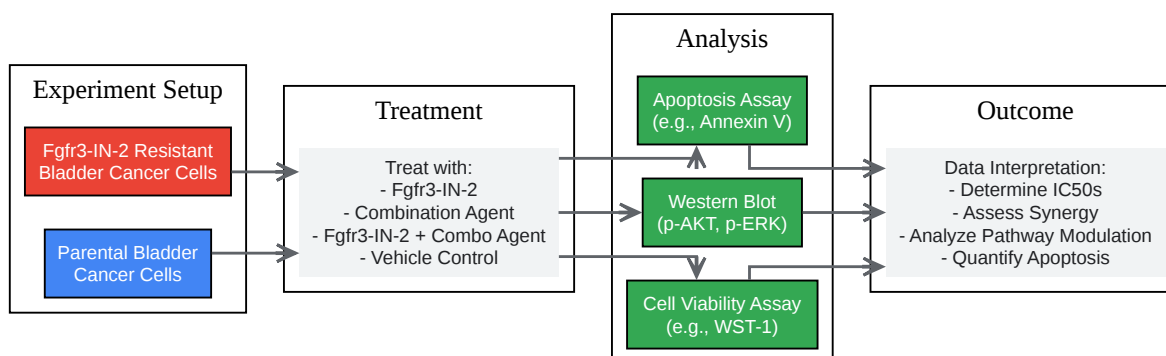 Experiment Setup
Fgfr3-IN-2 Resistant
Bladder Cancer Cells
Parental Bladder
Cancer Cells
Treatment
Treat with:
- Fgfr3-IN-2
- Combination Agent
- Fgfr3-IN-2 + Combo Agent
- Vehicle Control
Analysis
Apoptosis Assay
(e.g., Annexin V)
Western Blot
(p-AKT, p-ERK)
Cell Viability Assay
(e.g., WST-1)
Outcome
Data Interpretation:
- Determine IC50s
- Assess Synergy
- Analyze Pathway Modulation
- Quantify Apoptosis